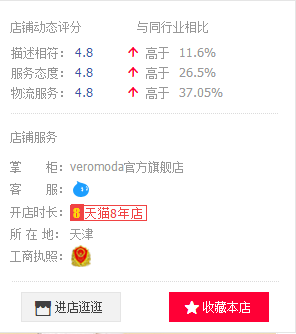 店铺动态评分 与同行业相比
描述相符: 4.8 高于 11.6%
服务态度: 4.8 高于 26.5%
物流服务: 4.8 高于 37.05%
店铺服务
掌 柜: veromoda官方旗舰店
客 服:
开店时长: 8 天猫8年店
所 在 地: 天津
工商执照:
进店逛逛 收藏本店